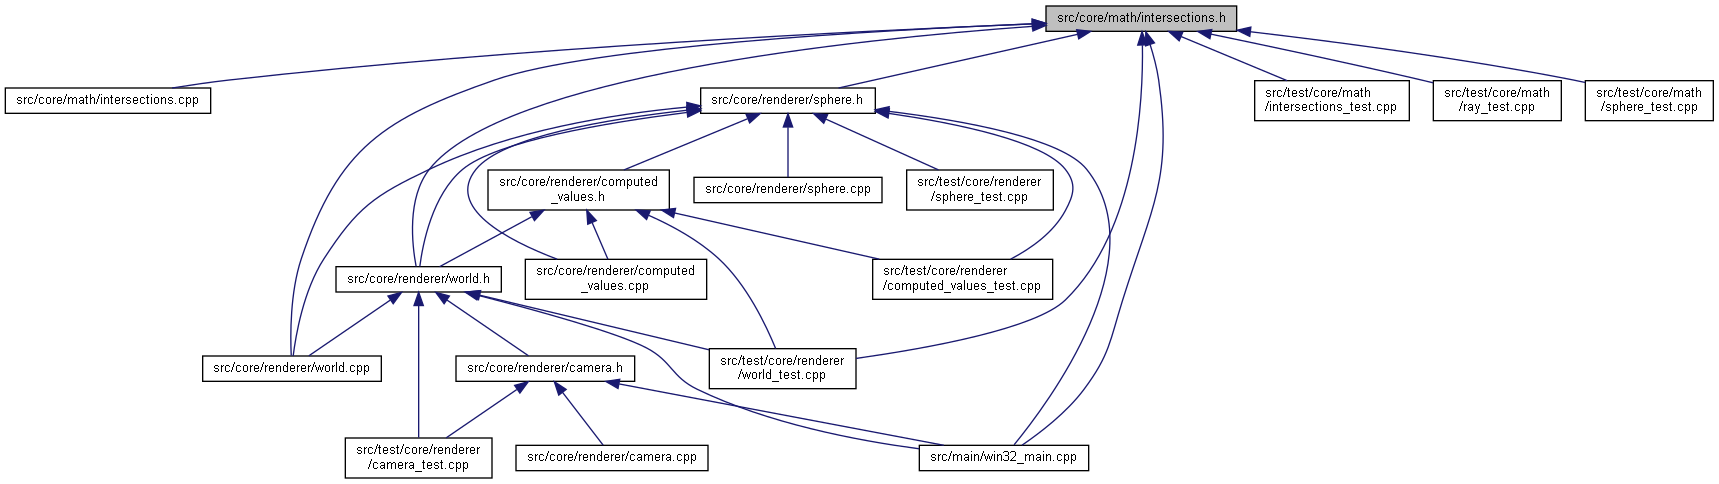 src/core/math/intersections.h
src/core/math/intersections.cpp
src/core/renderer/sphere.h
src/test/core/math
/intersections_test.cpp
src/test/core/math
/ray_test.cpp
src/test/core/math
/sphere_test.cpp
src/core/renderer/computed
_values.h
src/core/renderer/sphere.cpp
src/test/core/renderer
/sphere_test.cpp
src/core/renderer/world.h
src/core/renderer/computed
_values.cpp
src/test/core/renderer
/computed_values_test.cpp
src/core/renderer/world.cpp
src/core/renderer/camera.h
src/test/core/renderer
/world_test.cpp
src/test/core/renderer
/camera_test.cpp
src/core/renderer/camera.cpp
src/main/win32_main.cpp